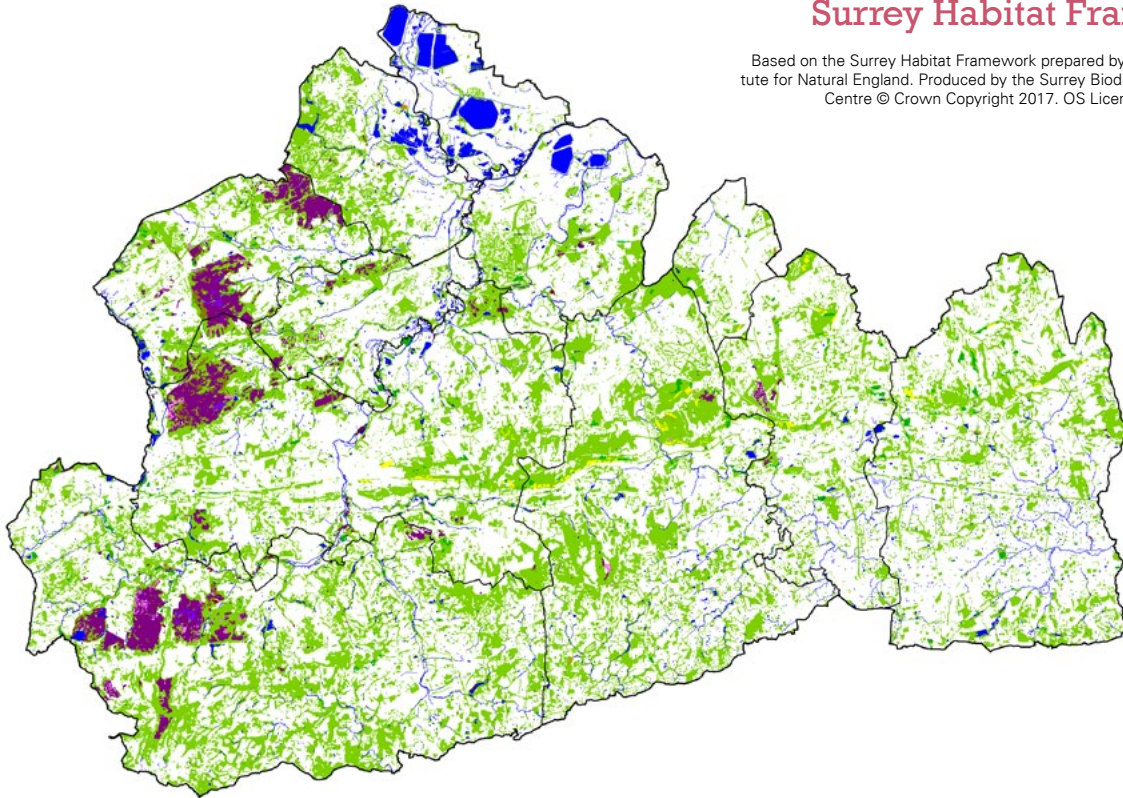 Surrey Habitat Fra
Based on the Surrey Habitat Framework prepared by
tute for Natural England. Produced by the Surrey Biod
Centre © Crown Copyright 2017. OS Licen